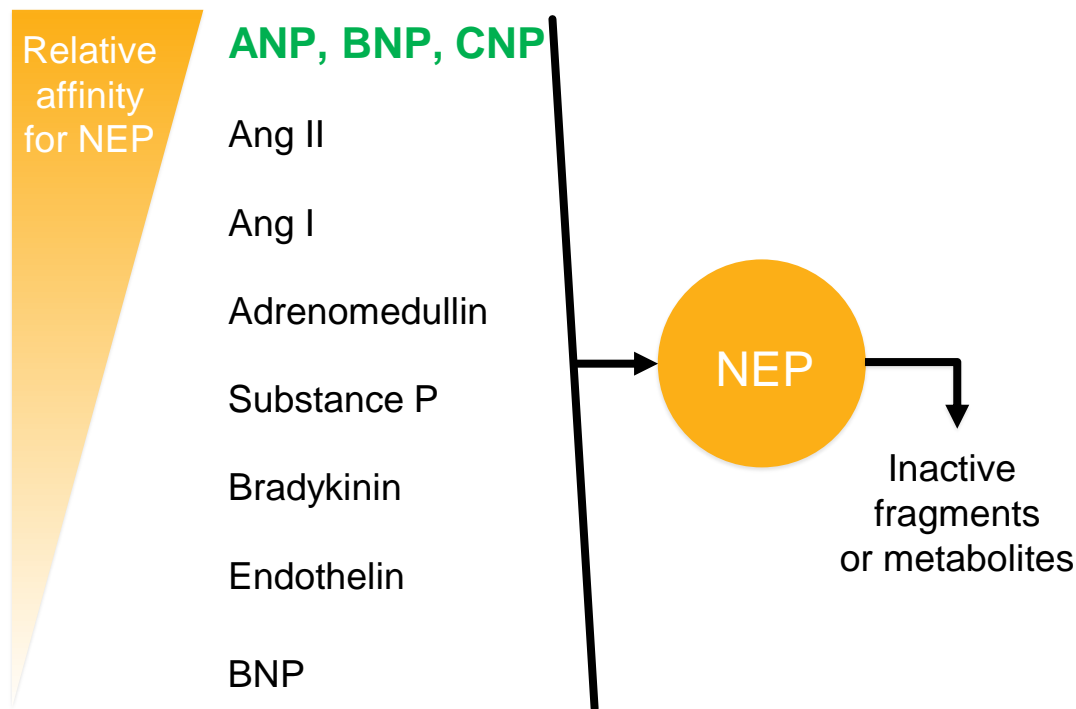 Relative
affinity
for NEP
ANP, BNP, CNP
Ang II
Ang I
Adrenomedullin
Substance P
Bradykinin
Endothelin
BNP
NEP
Inactive
fragments
or metabolites